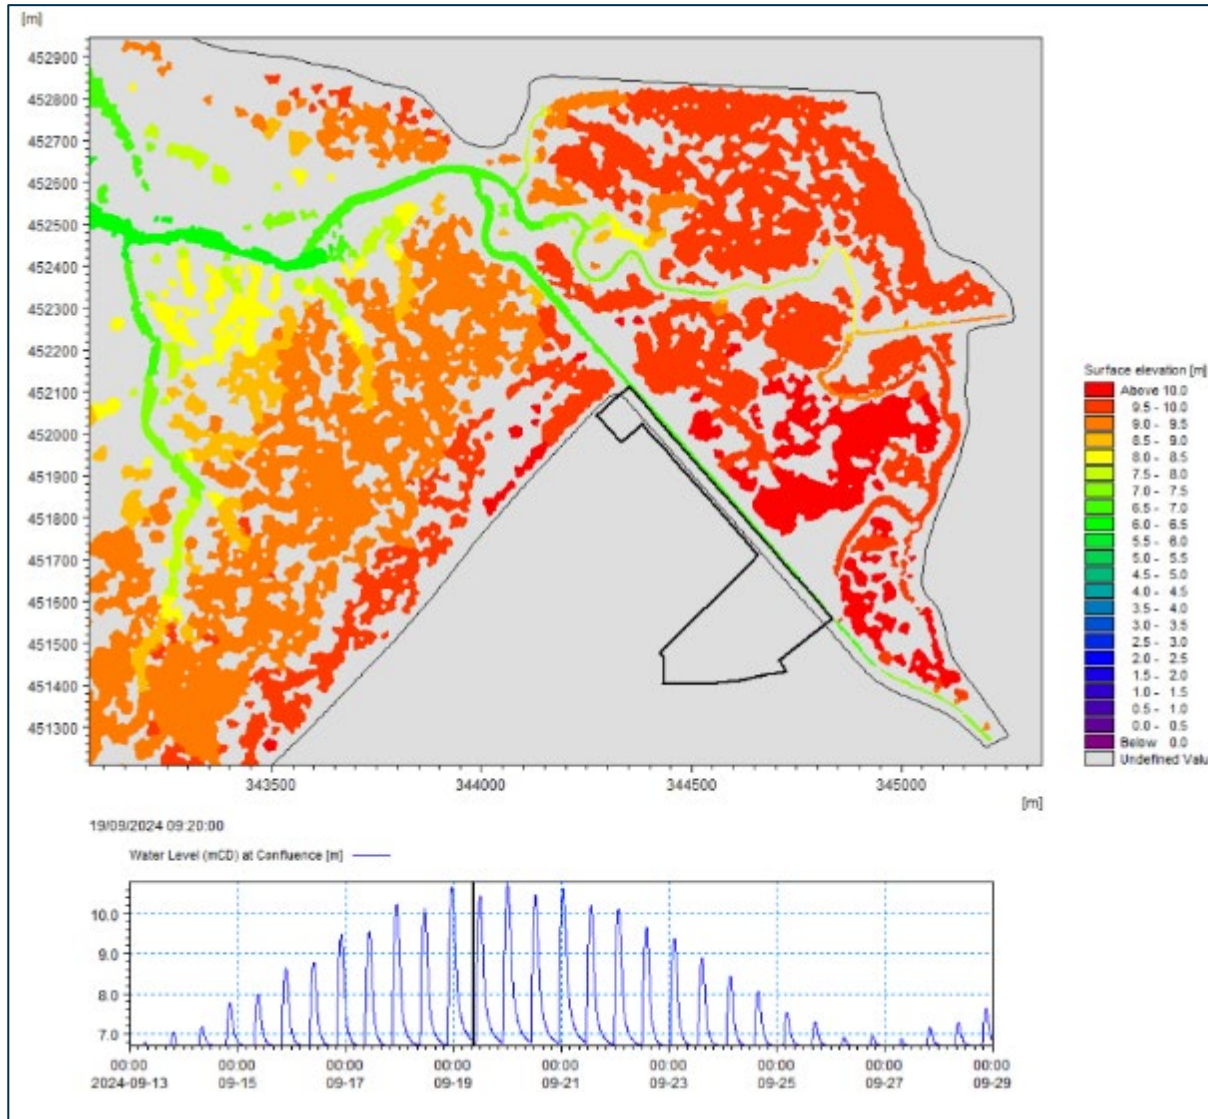 [m]
452900
452800
452700
452600
452500
452400
452300
452200
452100
452000
451900
451800
451700
451600
451500
451400
451300
343500 344000 344500 345000
[m]
Surface elevation [m]
Above 10.0
9.5 - 10.0
9.0 - 9.5
8.5 - 9.0
8.0 - 8.5
7.5 - 8.0
7.0 - 7.5
6.5 - 7.0
6.0 - 6.5
5.5 - 6.0
5.0 - 5.5
4.5 - 5.0
4.0 - 4.5
3.5 - 4.0
3.0 - 3.5
2.5 - 3.0
2.0 - 2.5
1.5 - 2.0
1.0 - 1.5
0.5 - 1.0
0.0 - 0.5
Below 0.0
Undefined Valu
19/09/2024 09:20:00
Water Level (mCD) at Confluence [m]
10.0
9.0
8.0
7.0
00:00 00:00 00:00 00:00 00:00 00:00 00:00 00:00 00:00
2024-09-13 09-15 09-17 09-19 09-21 09-23 09-25 09-27 09-29